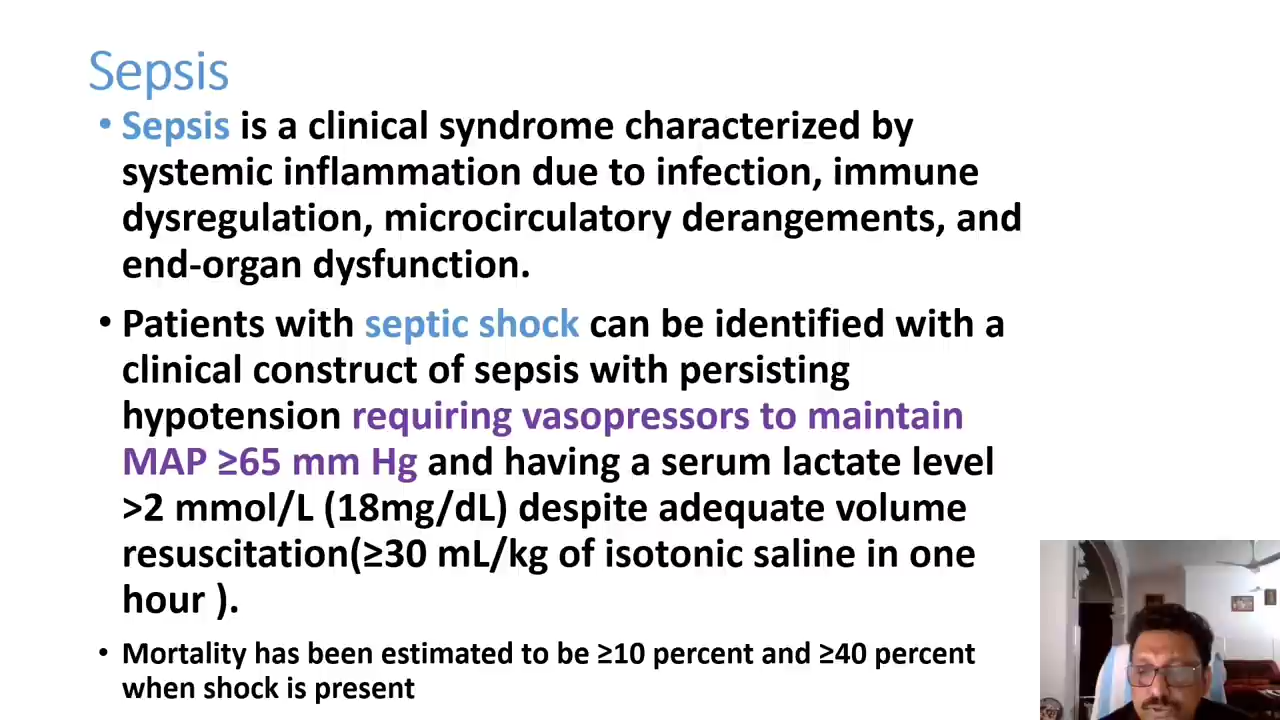 Sepsis
• Sepsis is a clinical syndrome characterized by
systemic inflammation due to infection, immune
dysregulation, microcirculatory derangements, and
end-organ dysfunction.
• Patients with septic shock can be identified with a
clinical construct of sepsis with persisting
hypotension requiring vasopressors to maintain
MAP ≥65 mm Hg and having a serum lactate level
>2 mmol/L (18mg/dL) despite adequate volume
resuscitation(≥30 mL/kg of isotonic saline in one
hour ).
• Mortality has been estimated to be ≥10 percent and ≥40 percent
when shock is present